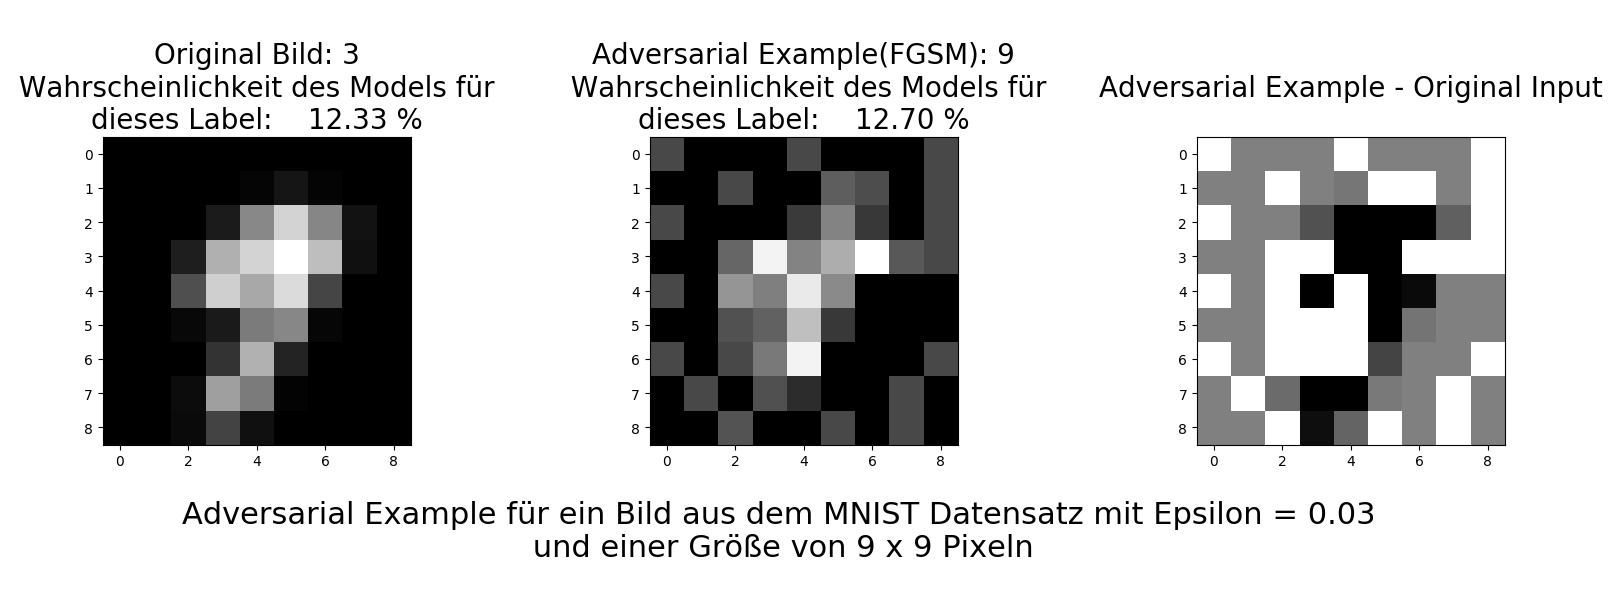 Original Bild: 3
Wahrscheinlichkeit des Models für
dieses Label: 12.33 %
Adversarial Example(FGSM): 9
Wahrscheinlichkeit des Models für
dieses Label: 12.70 %
Adversarial Example - Original Input
0
1
2
3
4
5
6
7
8
0 2 4 6 8
0
1
2
3
4
5
6
7
8
0 2 4 6 8
0
1
2
3
4
5
6
7
8
0 2 4 6 8
Adversarial Example für ein Bild aus dem MNIST Datensatz mit Epsilon = 0.03
und einer Größe von 9 x 9 Pixeln